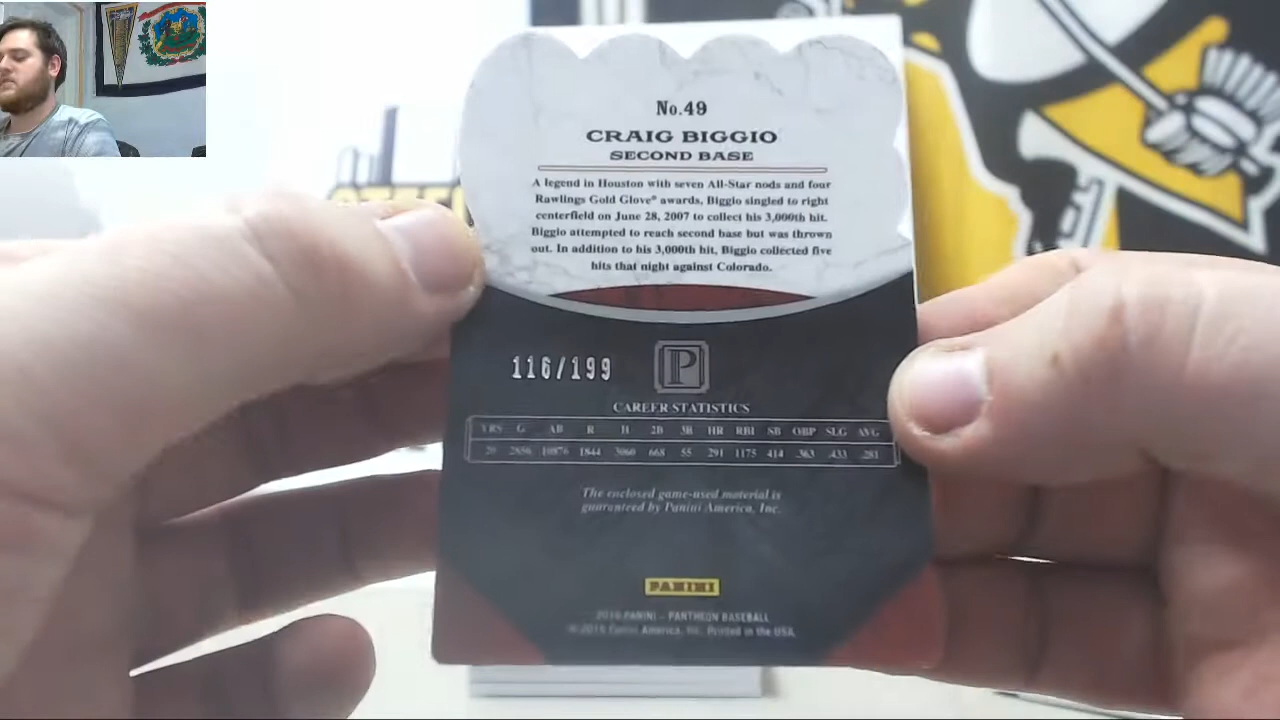 No.49
CRAIG BIGGIO
SECOND BASE
A legend in Houston with seven All-Star nods and four
Rawlings Gold Glove® awards, Biggio singled to right
centerfield on June 28, 2007 to collect his 3,000th hit.
Biggio attempted to reach second base but was thrown
out. In addition to his 3,000th hit, Biggio collected five
hits that night against Colorado.
116/199
P
CAREER STATISTICS
YRS G AB R H 2B 3B HR RBI SB OBP SLG AVG
20 2850 10876 1844 3060 668 55 291 1175 414 .363 .433 .281
The enclosed game-used material is
guaranteed by Panini America, Inc.
PANINI
PANINI – PANTHEON BASEBALL
Panini America, Inc. Printed in the USA.